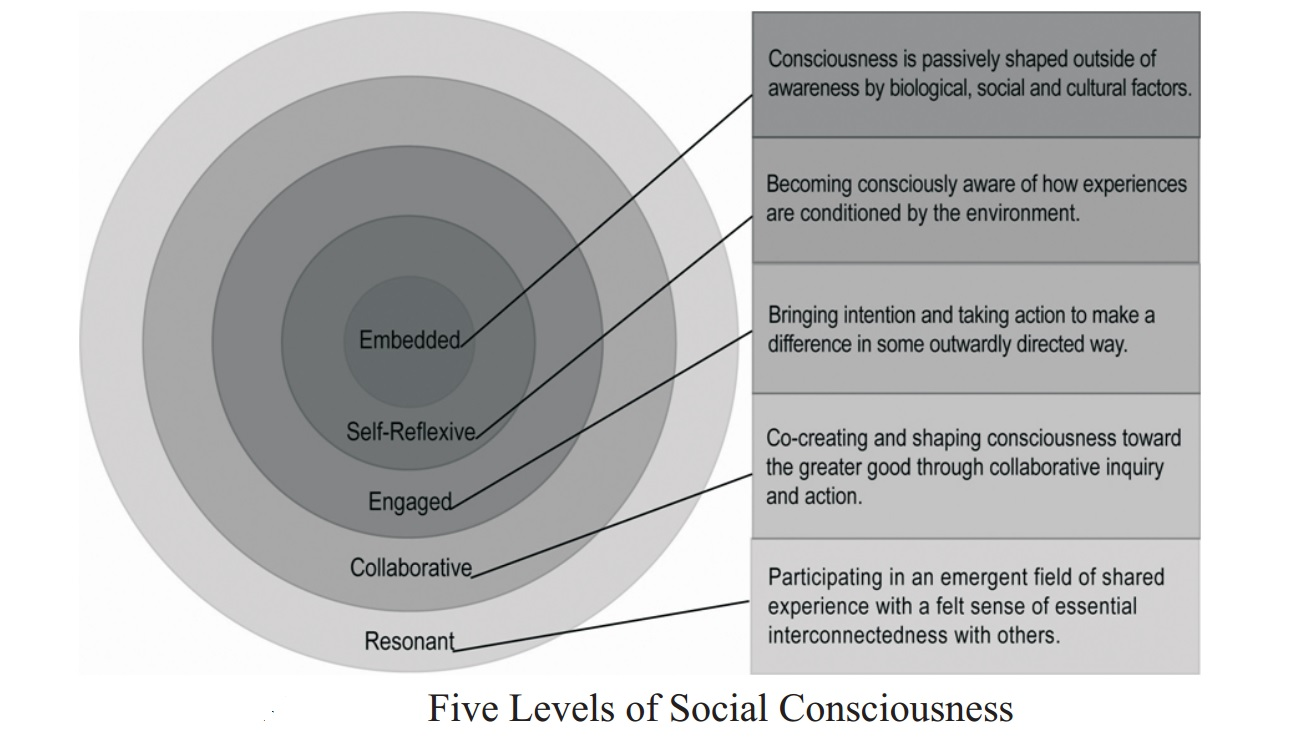 Embedded
Self-Reflexive
Engaged
Collaborative
Resonant
Consciousness is passively shaped outside of
awareness by biological, social and cultural factors.
Becoming consciously aware of how experiences
are conditioned by the environment.
Bringing intention and taking action to make a
difference in some outwardly directed way.
Co-creating and shaping consciousness toward
the greater good through collaborative inquiry
and action.
Participating in an emergent field of shared
experience with a felt sense of essential
interconnectedness with others.
Five Levels of Social Consciousness